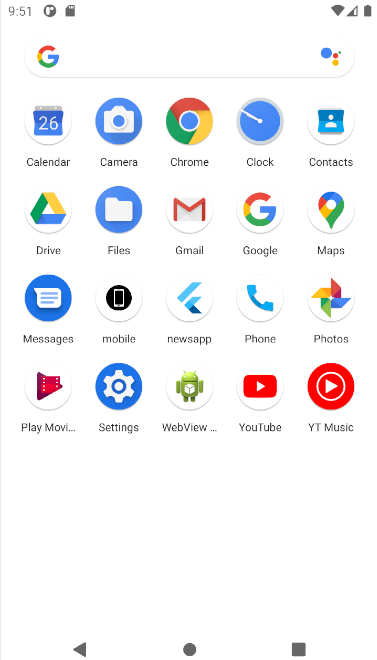 9:51
26
Calendar
Camera
Chrome
Clock
Contacts
Drive
Files
Gmail
Google
Maps
Messages
mobile
newsapp
Phone
Photos
Play Movi...
Settings
WebView ...
YouTube
YT Music